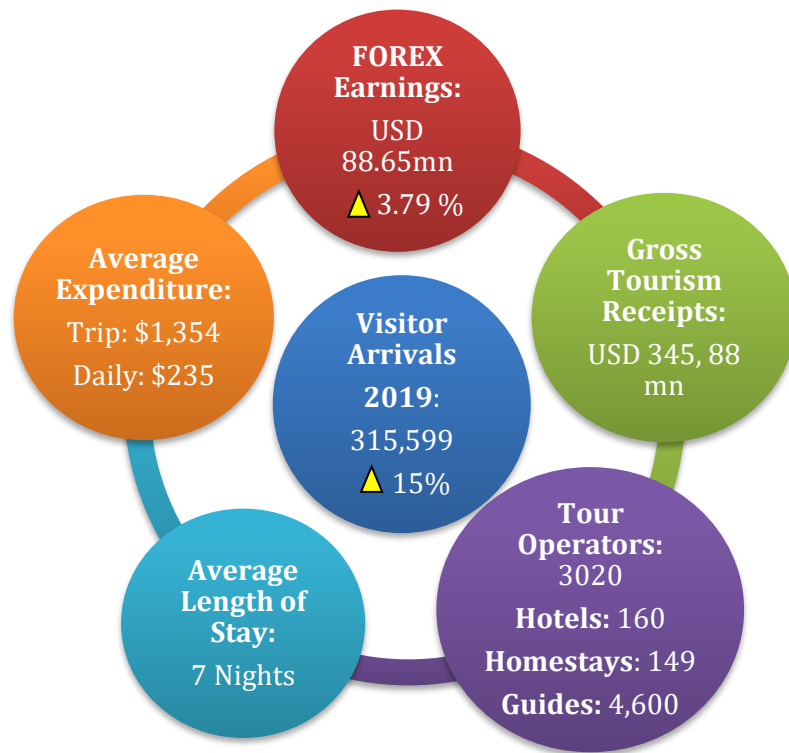 FOREX
Earnings:
USD
88.65mn
3.79 %
Gross
Tourism
Receipts:
USD 345, 88
mn
Tour
Operators:
3020
Hotels: 160
Homestays: 149
Guides: 4,600
Average
Length of
Stay:
7 Nights
Average
Expenditure:
Trip: $1,354
Daily: $235
Visitor
Arrivals
2019:
315,599
15%